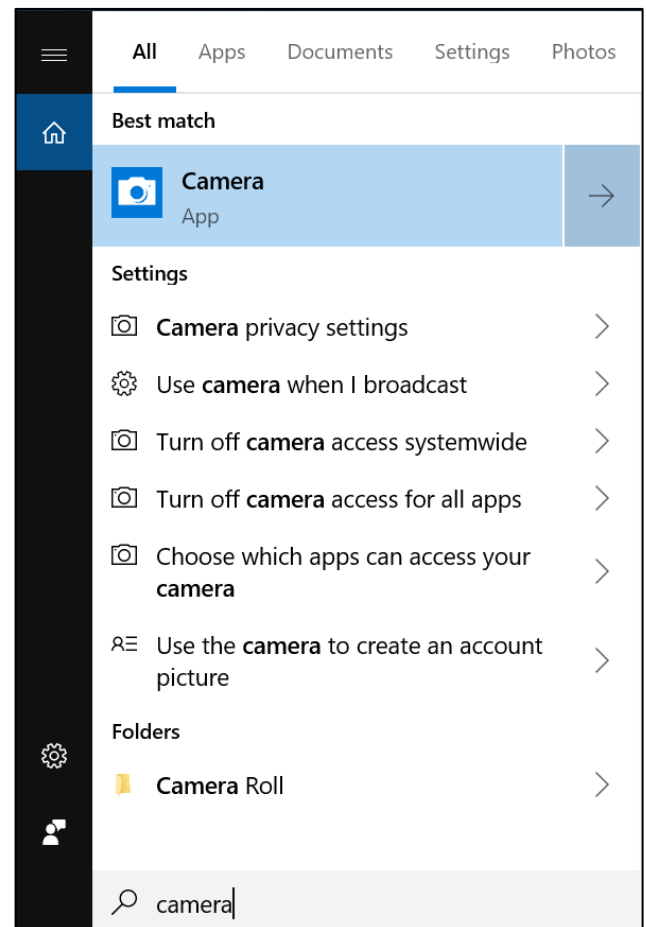 All Apps Documents Settings Photos
Best match
Camera
App
Settings
Camera privacy settings
Use camera when I broadcast
Turn off camera access systemwide
Turn off camera access for all apps
Choose which apps can access your
camera
Use the camera to create an account
picture
Folders
Camera Roll
camera